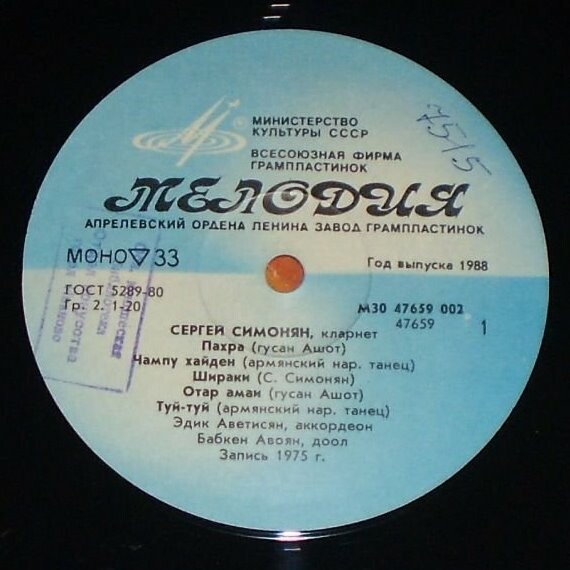 МИНИСТЕРСТВО
КУЛЬТУРЫ СССР
ВСЕСОЮЗНАЯ ФИРМА
ГРАМПЛАСТИНОК
МЕЛОДИЯ
АПРЕЛЕВСКИЙ ОРДЕНА ЛЕНИНА ЗАВОД ГРАМПЛАСТИНОК
МОНО 33
Год выпуска 1988
ГОСТ 5289-80
Гр. 2. 1-20
М30 47659 002
47659
1
СЕРГЕЙ СИМОНЯН, кларнет
Пахра (гусан Ашот)
Чампу хайден (армянский нар. танец)
Шираки (С. Симонян)
Отар амаи (гусан Ашот)
Туй-туй (армянский нар. танец)
Эдик Аветисян, аккордеон
Бабкен Авоян, доол
Запись 1975 г.